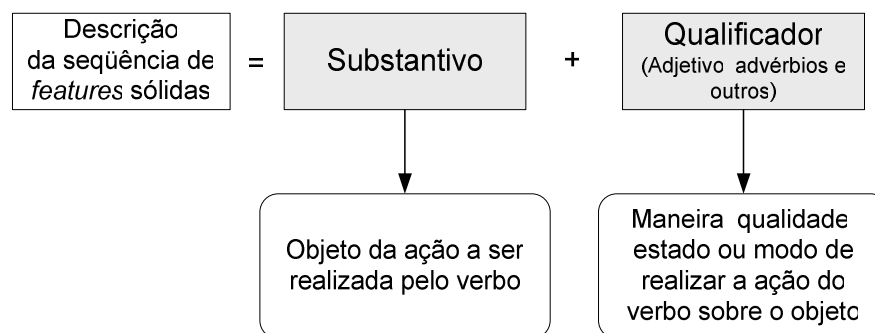 Descrição
da seqüência de
features sólidas
=
Substantivo
+
Qualificador
(Adjetivo advérbios e
outros)
Objeto da ação a ser
realizada pelo verbo
Maneira qualidade
estado ou modo de
realizar a ação do
verbo sobre o objeto